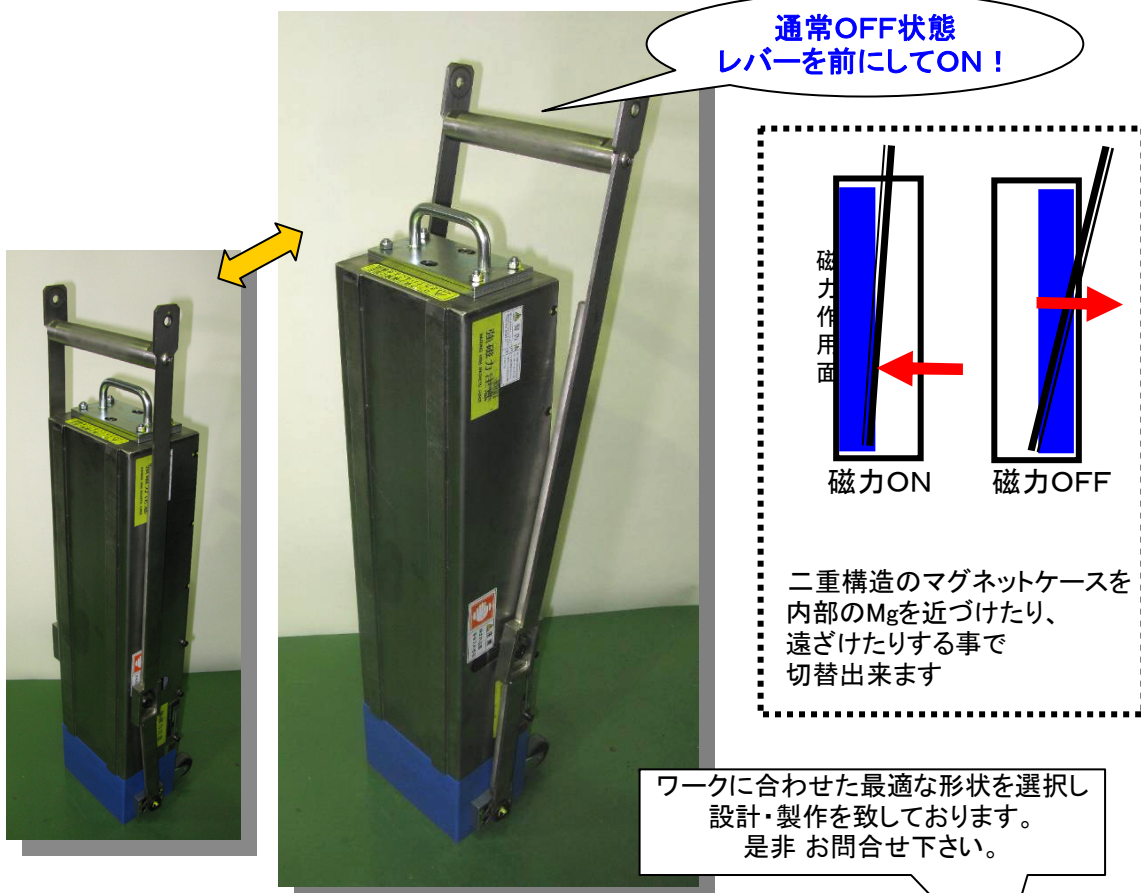 通常OFF状態
レバーを前にしてON！
磁力作用面
磁力ON
磁力OFF
二重構造のマグネットケースを
内部のMgを近づけたり、
遠ざけたりする事で
切替出来ます
強磁力注意
ワークに合わせた最適な形状を選択し
設計・製作を致しております。
是非 お問合せ下さい。